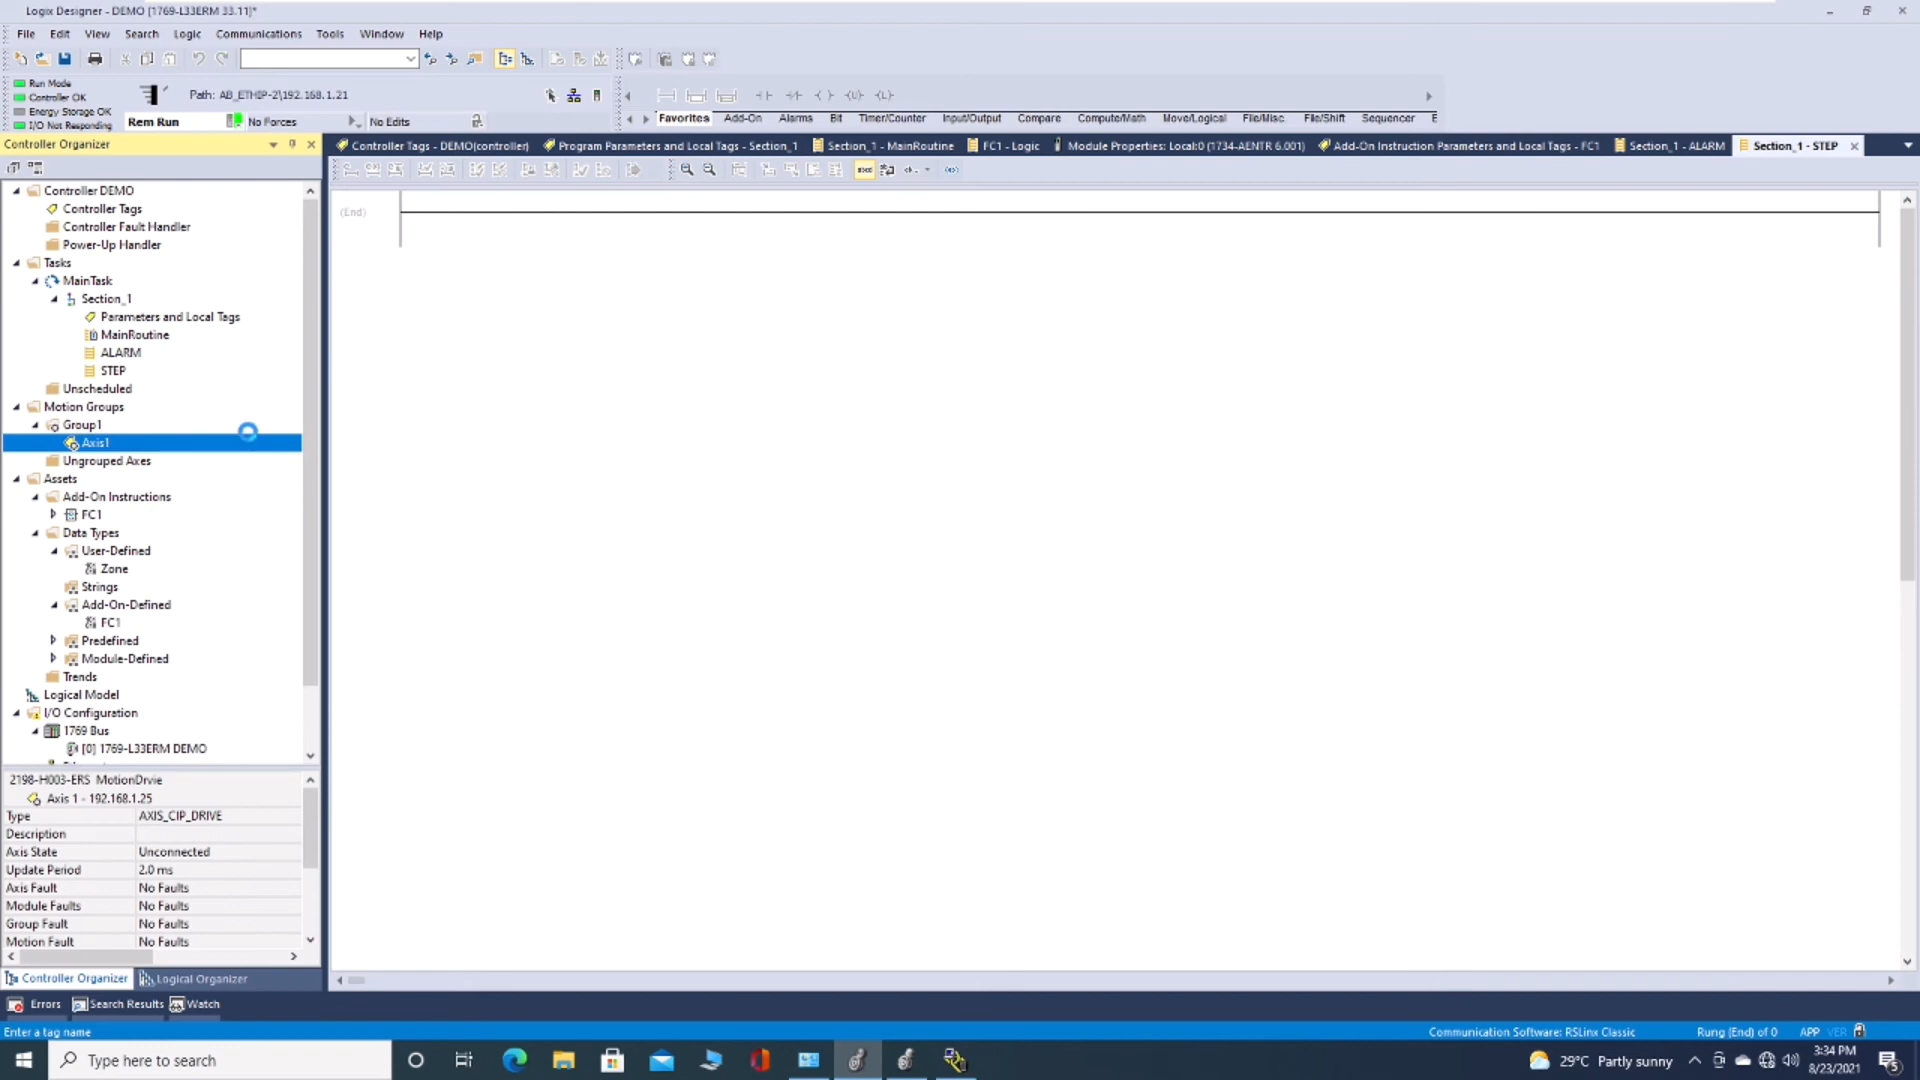 Logix Designer - DEMO [1769-L33ERM 33.11]*
File Edit View Search Logic Communications Tools Window Help
Run Mode
Controller OK
Energy Storage OK
I/O Not Responding
Path: AB_ETHIP-2\192.168.1.21
Rem Run No Forces No Edits
Favorites Add-On Alarms Bit Timer/Counter Input/Output Compare Compute/Math Move/Logical File/Misc. File/Shift Sequencer E
Controller Organizer
Controller Tags - DEMO(controller) Program Parameters and Local Tags - Section_1 Section_1 - MainRoutine FC1 - Logic Module Properties: Local:0 (1734-AENTR 6.001) Add-On Instruction Parameters and Local Tags - FC1 Section_1 - ALARM Section_1 - STEP
Controller DEMO
Controller Tags
Controller Fault Handler
Power-Up Handler
Tasks
MainTask
Section_1
Parameters and Local Tags
MainRoutine
ALARM
STEP
Unscheduled
Motion Groups
Group1
Axis1
Ungrouped Axes
Assets
Add-On Instructions
FC1
Data Types
User-Defined
Zone
Strings
Add-On-Defined
FC1
Predefined
Module-Defined
Trends
Logical Model
I/O Configuration
1769 Bus
[0] 1769-L33ERM DEMO
(End)
2198-H003-ERS MotionDrvie
Axis 1 - 192.168.1.25
Type AXIS_CIP_DRIVE
Description
Axis State Unconnected
Update Period 2.0 ms
Axis Fault No Faults
Module Faults No Faults
Group Fault No Faults
Motion Fault No Faults
Controller Organizer Logical Organizer
Errors Search Results Watch
Enter a tag name Communication Software: RSLinx Classic Rung (End) of 0 APP VER
Type here to search
29°C Partly sunny
3:34 PM
8/23/2021
5